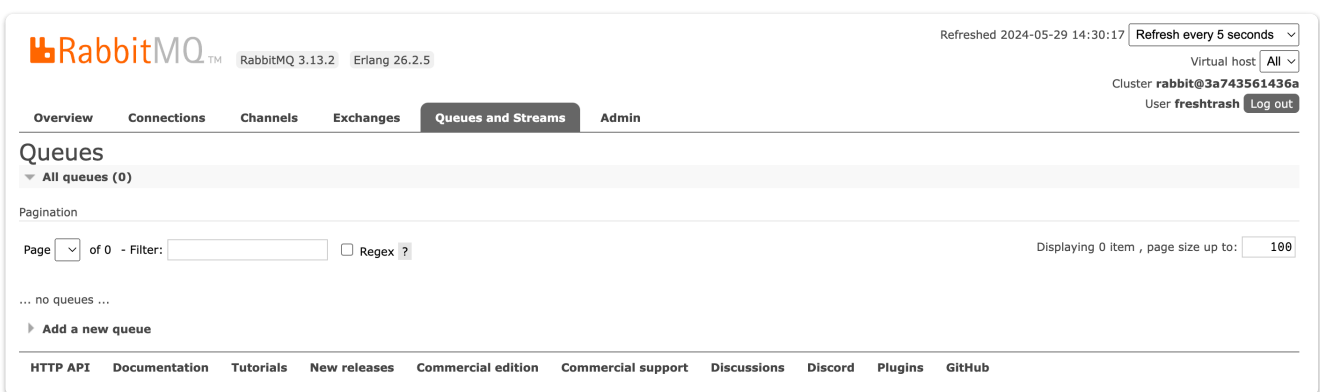 Refreshed 2024-05-29 14:30:17 Refresh every 5 seconds
RabbitMQ TM RabbitMQ 3.13.2 Erlang 26.2.5
Virtual host All
Cluster rabbit@3a743561436a
User freshtrash Log out
Overview Connections Channels Exchanges Queues and Streams Admin
Queues
All queues (0)
Pagination
Page of 0 - Filter: Regex ? Displaying 0 item , page size up to: 100
... no queues ...
Add a new queue
HTTP API Documentation Tutorials New releases Commercial edition Commercial support Discussions Discord Plugins GitHub